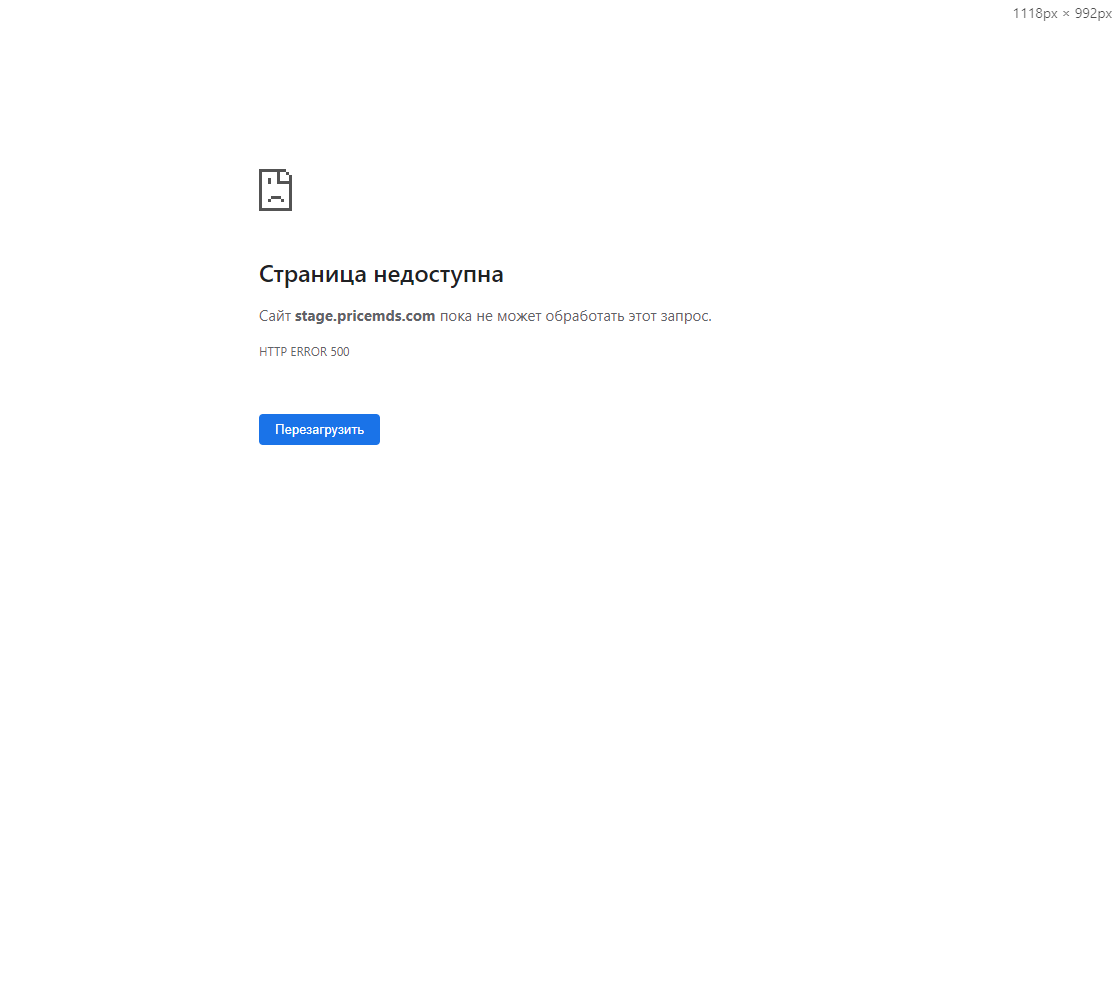 1118px × 992px
Страница недоступна
Сайт stage.pricemds.com пока не может обработать этот запрос.
HTTP ERROR 500
Перезагрузить